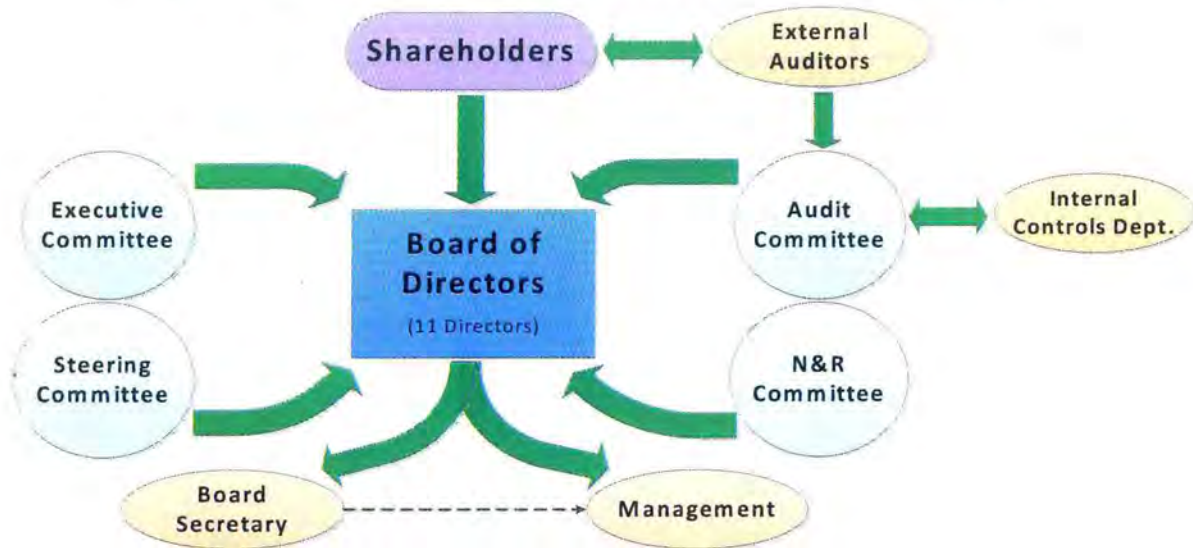 Shareholders
External
Auditors
Executive
Committee
Audit
Committee
Internal
Controls Dept.
Board of
Directors
(11 Directors)
Steering
Committee
N&R
Committee
Board
Secretary
Management